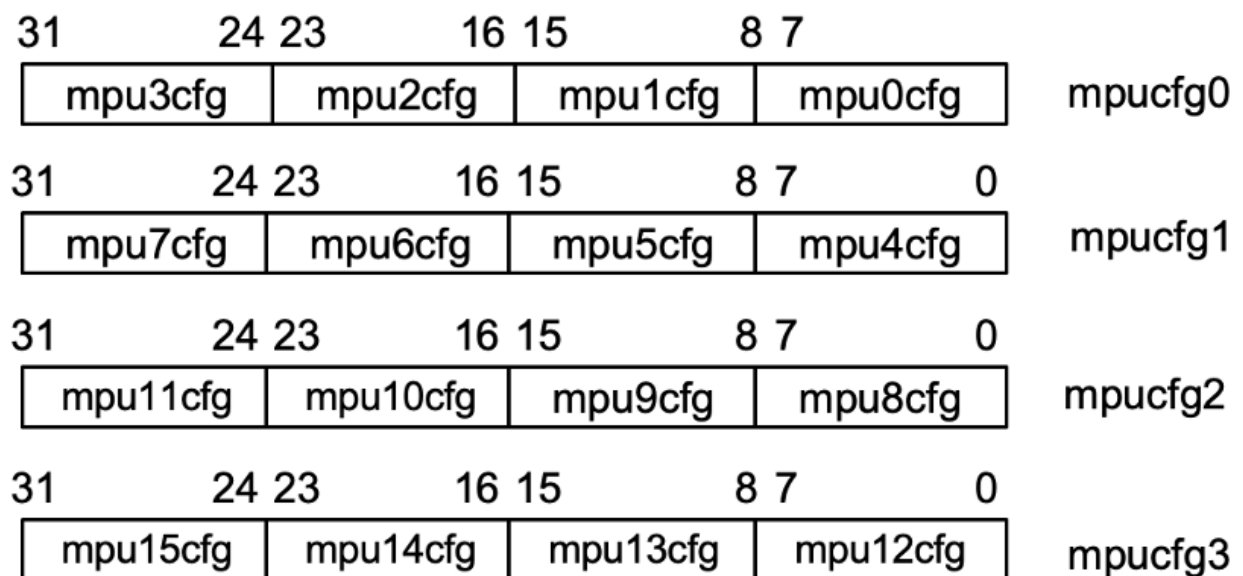 31 24 23 16 15 8 7
mpu3cfg mpu2cfg mpu1cfg mpu0cfg mpucfg0
31 24 23 16 15 8 7 0
mpu7cfg mpu6cfg mpu5cfg mpu4cfg mpucfg1
31 24 23 16 15 8 7 0
mpu11cfg mpu10cfg mpu9cfg mpu8cfg mpucfg2
31 24 23 16 15 8 7 0
mpu15cfg mpu14cfg mpu13cfg mpu12cfg mpucfg3